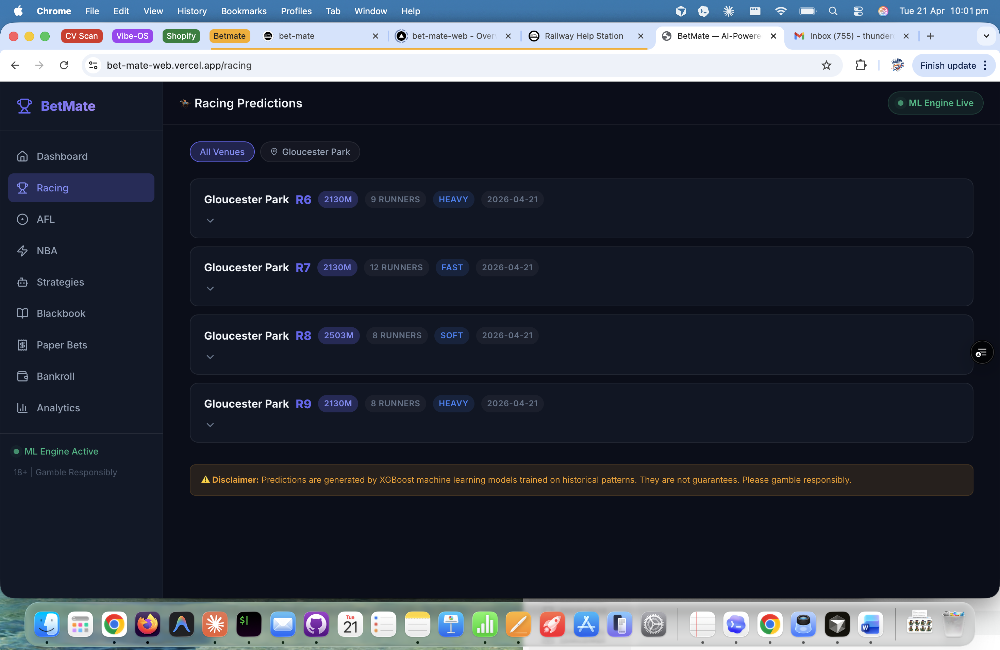 Chrome File Edit View History Bookmarks Profiles Tab Window Help Tue 21 Apr 10:01 pm
CV Scan Vibe-OS Shopify Betmate bet-mate bet-mate-web - Over Railway Help Station BetMate — AI-Powere Inbox (755) - thunder
bet-mate-web.vercel.app/racing Finish update
BetMate
Racing Predictions
ML Engine Live
Dashboard
Racing
AFL
NBA
Strategies
Blackbook
Paper Bets
Bankroll
Analytics
ML Engine Active
18+ | Gamble Responsibly
All Venues Gloucester Park
Gloucester Park R6 2130M 9 RUNNERS HEAVY 2026-04-21
Gloucester Park R7 2130M 12 RUNNERS FAST 2026-04-21
Gloucester Park R8 2503M 8 RUNNERS SOFT 2026-04-21
Gloucester Park R9 2130M 8 RUNNERS HEAVY 2026-04-21
⚠️ Disclaimer: Predictions are generated by XGBoost machine learning models trained on historical patterns. They are not guarantees. Please gamble responsibly.
$
Tue
21
W